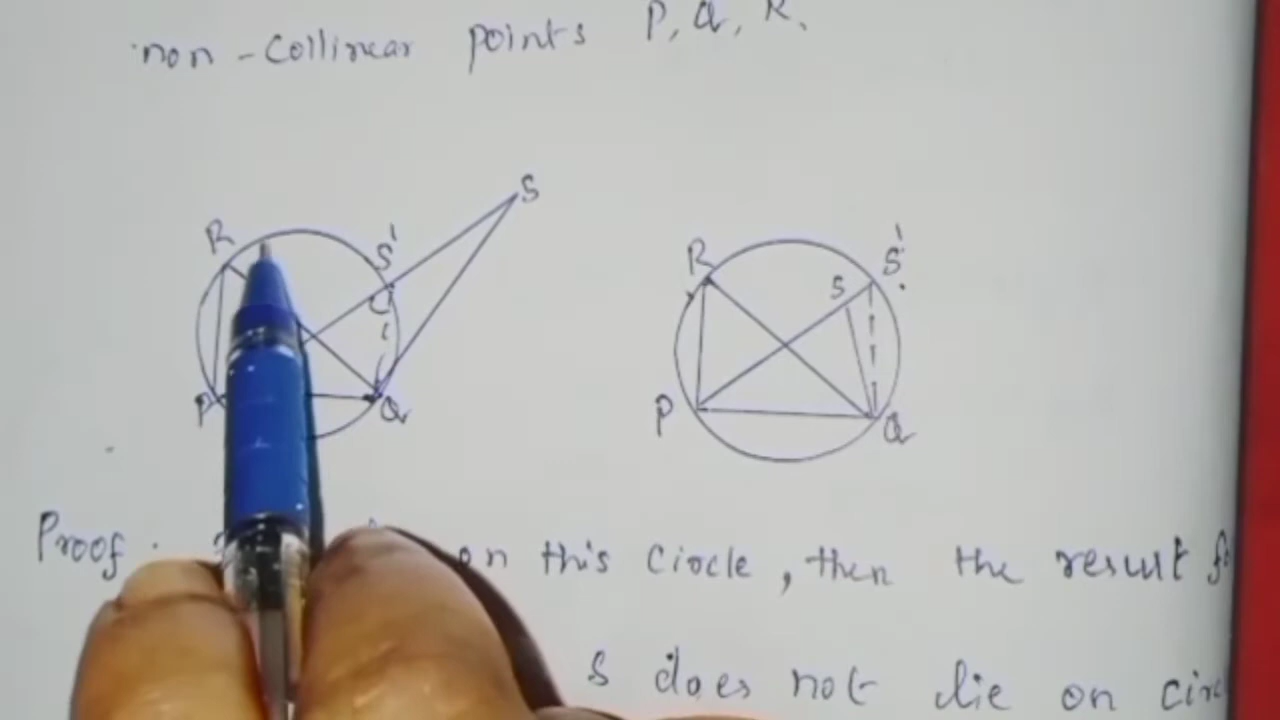 non-collinear points P, Q, R.
S
R S'
P Q
R S'
S
P Q
Proof. on this circle, then the result
S does not lie on